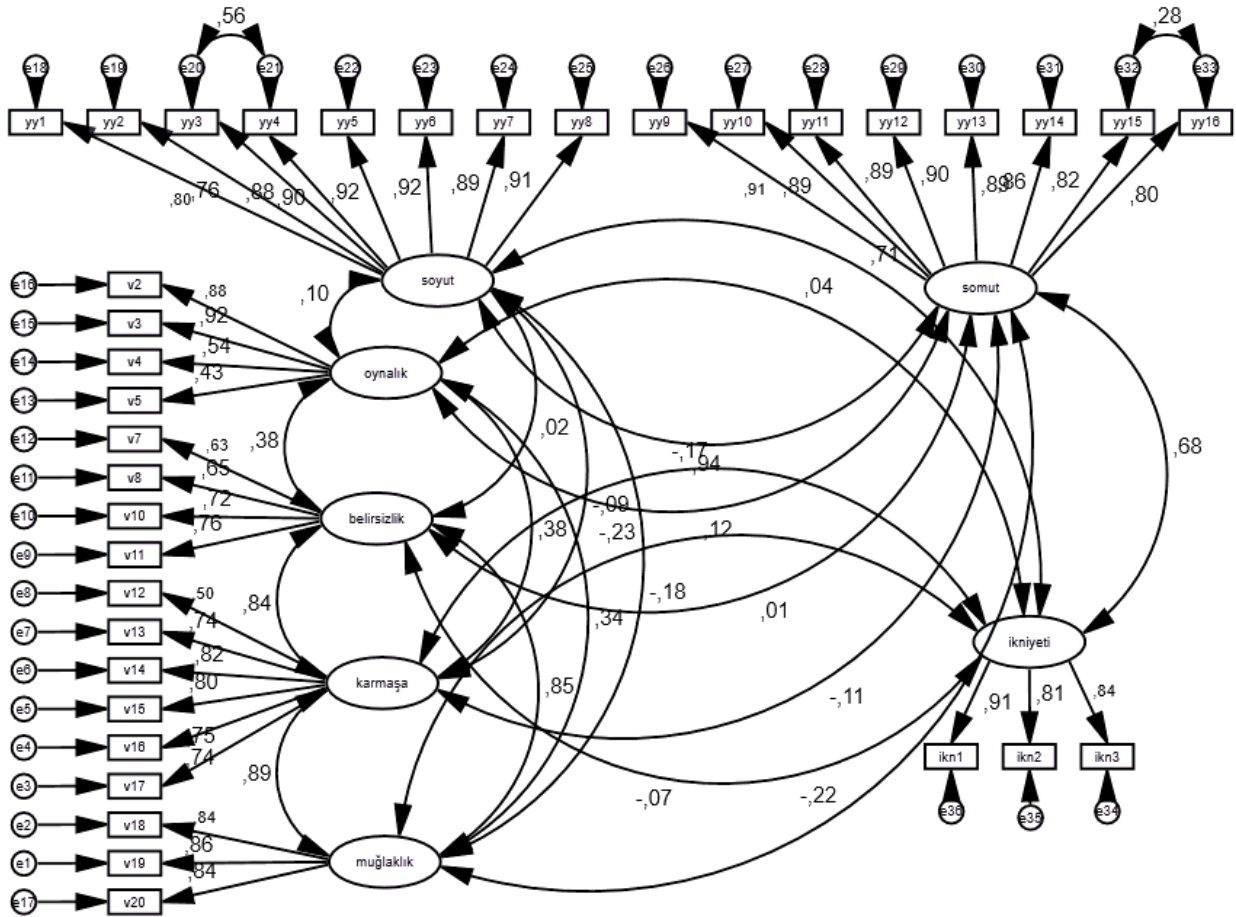 ,56 ,28
e18 e19 e20 e21 e22 e23 e24 e25 e26 e27 e28 e29 e30 e31 e32 e33
yy1 yy2 yy3 yy4 yy5 yy6 yy7 yy8 yy9 yy10 yy11 yy12 yy13 yy14 yy15 yy16
,80 ,76 ,88 ,90 ,92 ,92 ,89 ,91 ,91 ,89 ,89 ,90 ,89 ,86 ,82 ,80
soyut ,71 somut
e16 v2 ,88 ,10 ,04
e15 v3 ,92
e14 v4 ,54 oynalık
e13 v5 ,43
e12 v7 ,63 ,38 ,02 -,17 ,68
e11 v8 ,65 ,94
e10 v10 ,72 belirsizlik -,09
e9 v11 ,76 ,38 -,23 ,12
e8 v12 ,50 ,84 -,18
e7 v13 ,74 ,34 ,01
e6 v14 ,82 karmaşa ikniyeti
e5 v15 ,80 ,85 -,11 ,91 ,81 ,84
e4 v16 ,75
e3 v17 ,74 ,89 ikn1 ikn2 ikn3
e2 v18 ,84 -,07 -,22 e36 e35 e34
e1 v19 ,86 muğlaklık
e17 v20 ,84